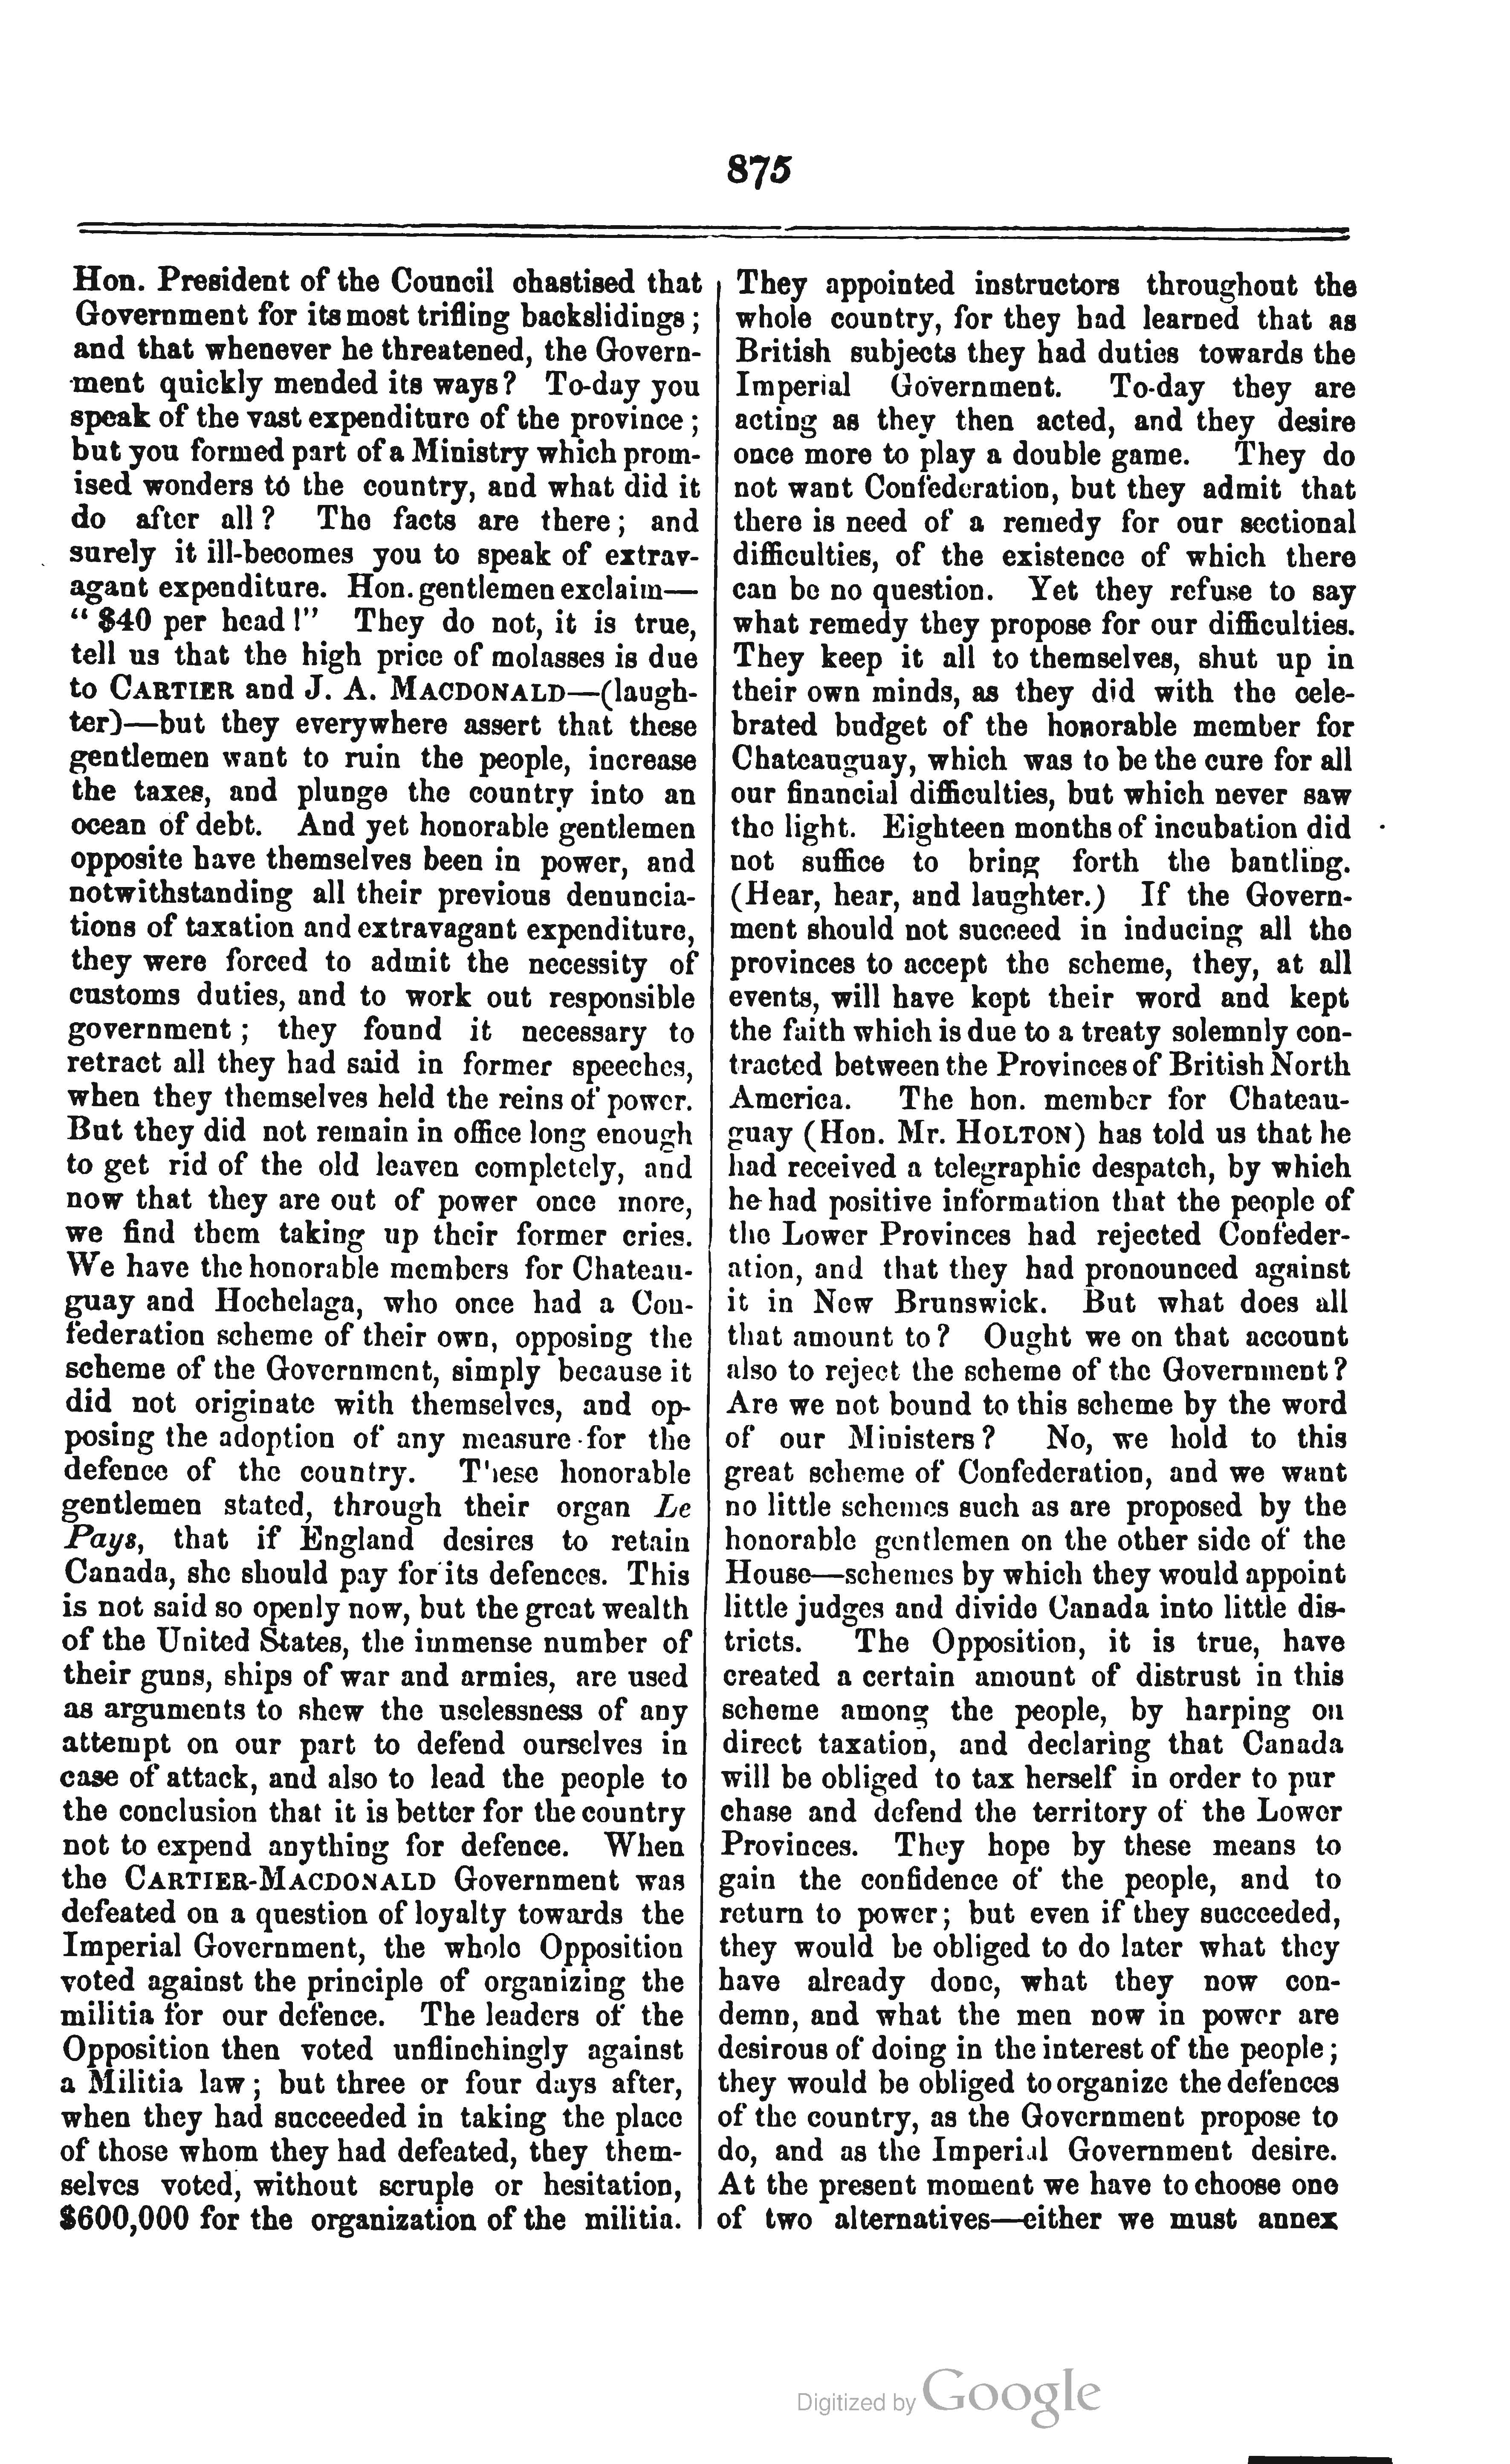 875
Hon. President of the Council chastised that
Government for its most trifling backslidings;
and that whenever he threatened, the Govern-
ment quickly mended its ways? To-day you
speak of the vast expenditure of the province;
but you formed part of a Ministry which prom-
ised wonders to the country, and what did it
do after all? The facts are there; and
surely it ill-becomes you to speak of extrav-
agant expenditure. Hon. gentlemen exclaim—
"$40 per head!" They do not, it is true,
tell us that the high price of molasses is due
to CARTIER and J. A. MACDONALD—(laugh-
ter)—but they everywhere assert that these
gentlemen want to ruin the people, increase
the taxes, and plunge the country into an
ocean of debt. And yet honorable gentlemen
opposite have themselves been in power, and
notwithstanding all their previous denuncia-
tions of taxation and extravagant expenditure,
they were forced to admit the necessity of
customs duties, and to work out responsible
government; they found it necessary to
retract all they had said in former speeches,
when they themselves held the reins of power.
But they did not remain in office long enough
to get rid of the old leaven completely, and
now that they are out of power once more,
we find them taking up their former cries.
We have the honorable members for Chateau-
guay and Hochelaga, who once had a Con-
federation scheme of their own, opposing the
scheme of the Government, simply because it
did not originate with themselves, and op-
posing the adoption of any measure for the
defence of the country. These honorable
gentlemen stated, through their organ Le
Pays, that if England desires to retain
Canada, she should pay for its defences. This
is not said so openly now, but the great wealth
of the United States, the immense number of
their guns, ships of war and armies, are used
as arguments to shew the uselessness of any
attempt on our part to defend ourselves in
case of attack, and also to lead the people to
the conclusion that it is better for the country
not to expend anything for defence. When
the CARTIER-MACDONALD Government was
defeated on a question of loyalty towards the
Imperial Government, the whole Opposition
voted against the principle of organizing the
militia for our defence. The leaders of the
Opposition then voted unflinchingly against
a Militia law; but three or four days after,
when they had succeeded in taking the place
of those whom they had defeated, they them-
selves voted, without scruple or hesitation,
$600,000 for the organization of the militia.
They appointed instructors throughout the
whole country, for they had learned that as
British subjects they had duties towards the
Imperial Government. To-day they are
acting as they then acted, and they desire
once more to play a double game. They do
not want Confederation, but they admit that
there is need of a remedy for our sectional
difficulties, of the existence of which there
can be no question. Yet they refuse to say
what remedy they propose for our difficulties.
They keep it all to themselves, shut up in
their own minds, as they did with the cele-
brated budget of the honorable member for
Chateauguay, which was to be the cure for all
our financial difficulties, but which never saw
the light. Eighteen months of incubation did
not suffice to bring forth the bantling.
(Hear, hear, and laughter.) If the Govern-
ment should not succeed in inducing all the
provinces to accept the scheme, they, at all
events, will have kept their word and kept
the faith which is due to a treaty solemnly con-
tracted between the Provinces of British North
America. The hon. member for Chateau-
guay (Hon. Mr. HOLTON) has told us that he
had received a telegraphic despatch, by which
he had positive information that the people of
the Lower Provinces had rejected Confeder-
ation, and that they had pronounced against
it in New Brunswick. But what does all
that amount to? Ought we on that account
also to reject the scheme of the Government?
Are we not bound to this scheme by the word
of our Ministers? No, we hold to this
great scheme of Confederation, and we want
no little schemes such as are proposed by the
honorable gentlemen on the other side of the
House—schemes by which they would appoint
little judges and divide Canada into little dis-
tricts. The Opposition, it is true, have
created a certain amount of distrust in this
scheme among the people, by harping on
direct taxation, and declaring that Canada
will be obliged to tax herself in order to pur
chase and defend the territory of the Lower
Provinces. They hope by these means to
gain the confidence of the people, and to
return to power; but even if they succeeded,
they would be obliged to do later what they
have already done, what they now con-
demn, and what the men now in power are
desirous of doing in the interest of the people;
they would be obliged to organize the defences
of the country, as the Government propose to
do, and as the Imperial Government desire.
At the present moment we have to choose one
of two alternatives—either we must annex
Digitized by Google